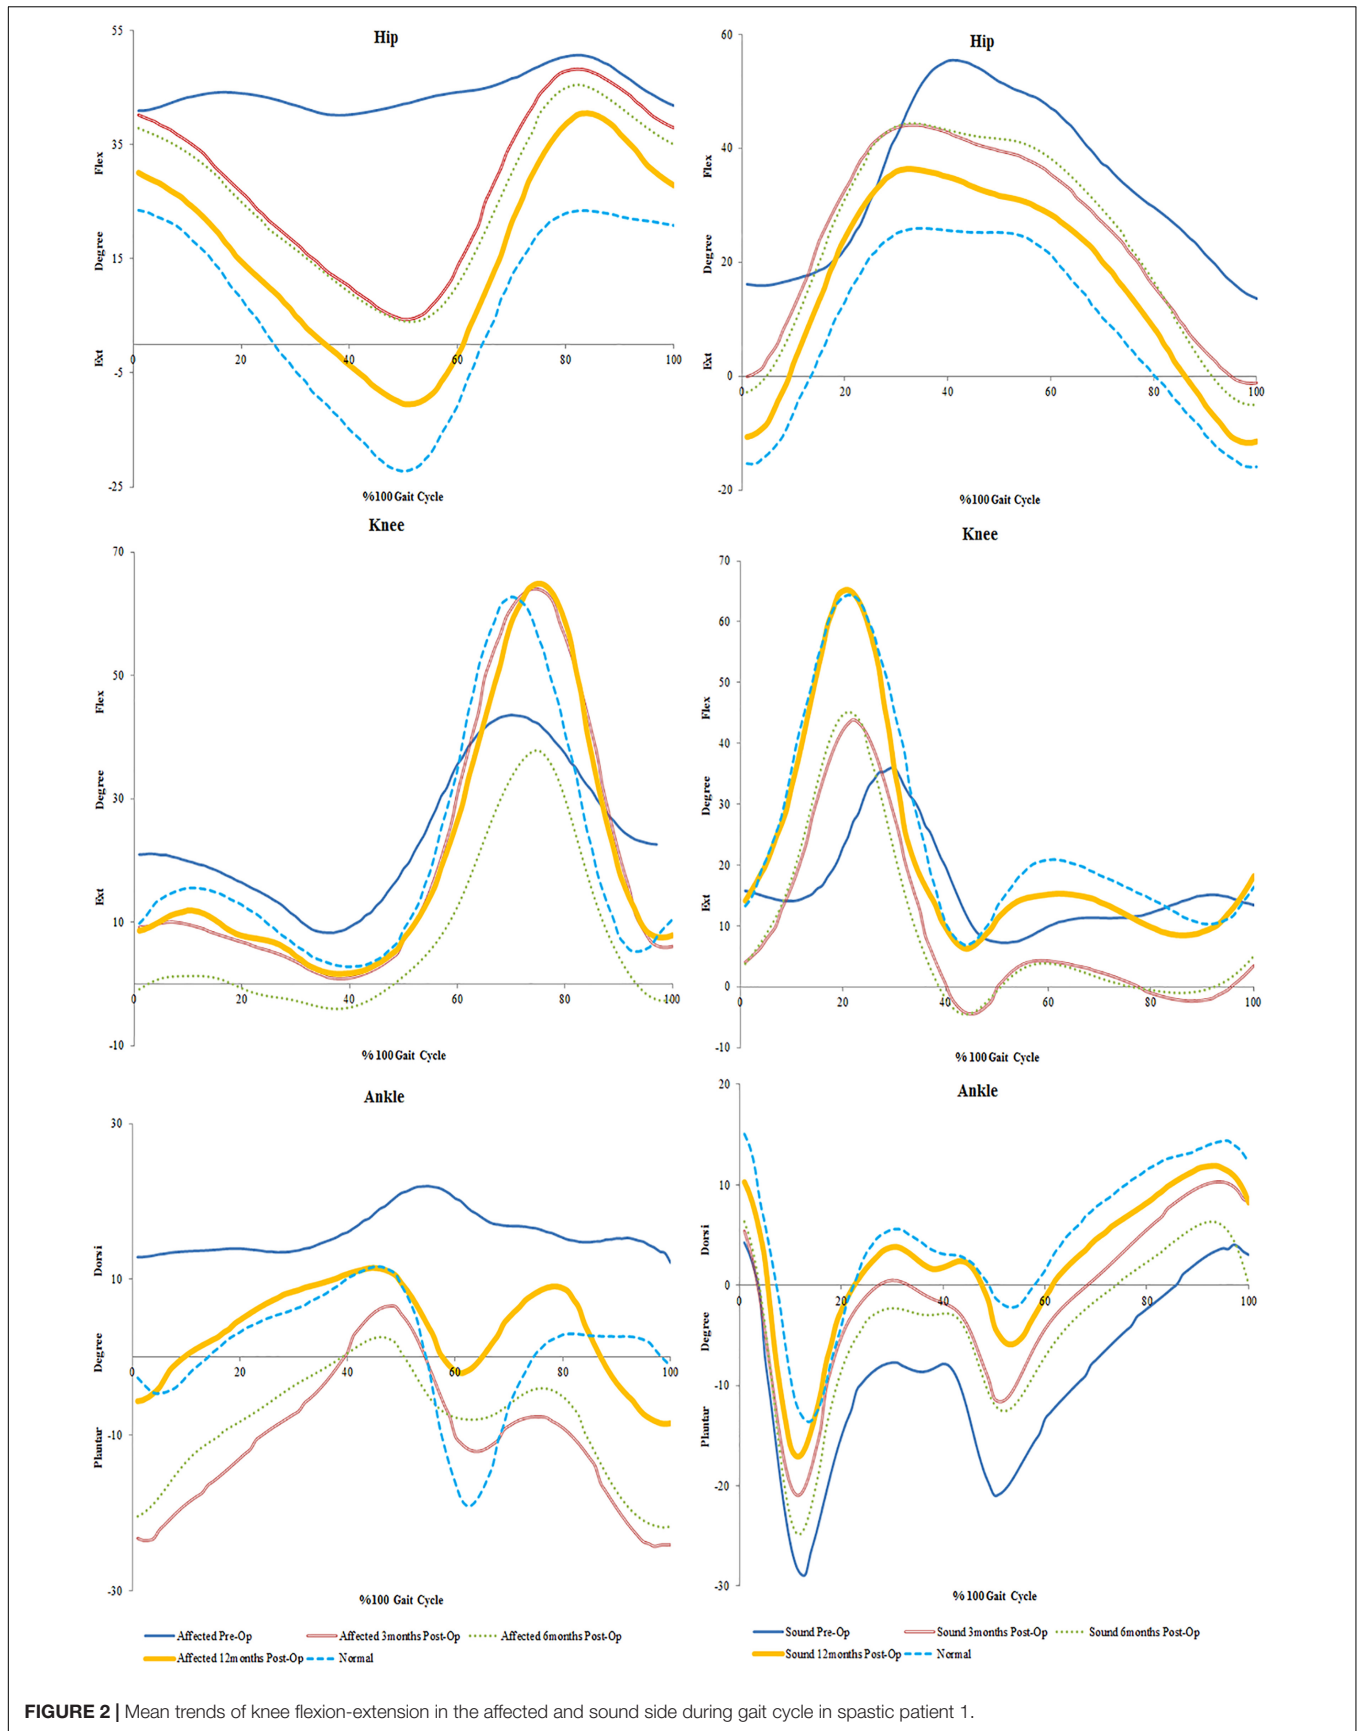 Hip
55
35
15
-5
-25
Flex
Degree
Ext
0 20 40 60 80 100
%100 Gait Cycle
Hip
60
40
20
0
-20
Flex
Degree
Ext
0 20 40 60 80 100
%100 Gait Cycle
Knee
70
50
30
10
-10
Flex
Degree
Ext
0 20 40 60 80 100
%100 Gait Cycle
Knee
70
60
50
40
30
20
10
0
-10
Flex
Degree
Ext
0 20 40 60 80 100
%100 Gait Cycle
Ankle
30
10
-10
-30
Dorsi
Degree
Plantar
0 20 40 60 80 100
%100 Gait Cycle
Ankle
20
10
0
-10
-20
-30
Dorsi
Degree
Plantar
0 20 40 60 80 100
%100 Gait Cycle
Affected Pre-Op Affected 3months Post-Op Affected 6months Post-Op
Affected 12months Post-Op Normal
Sound Pre-Op Sound 3months Post-Op Sound 6months Post-Op
Sound 12months Post-Op Normal
FIGURE 2 | Mean trends of knee flexion-extension in the affected and sound side during gait cycle in spastic patient 1.